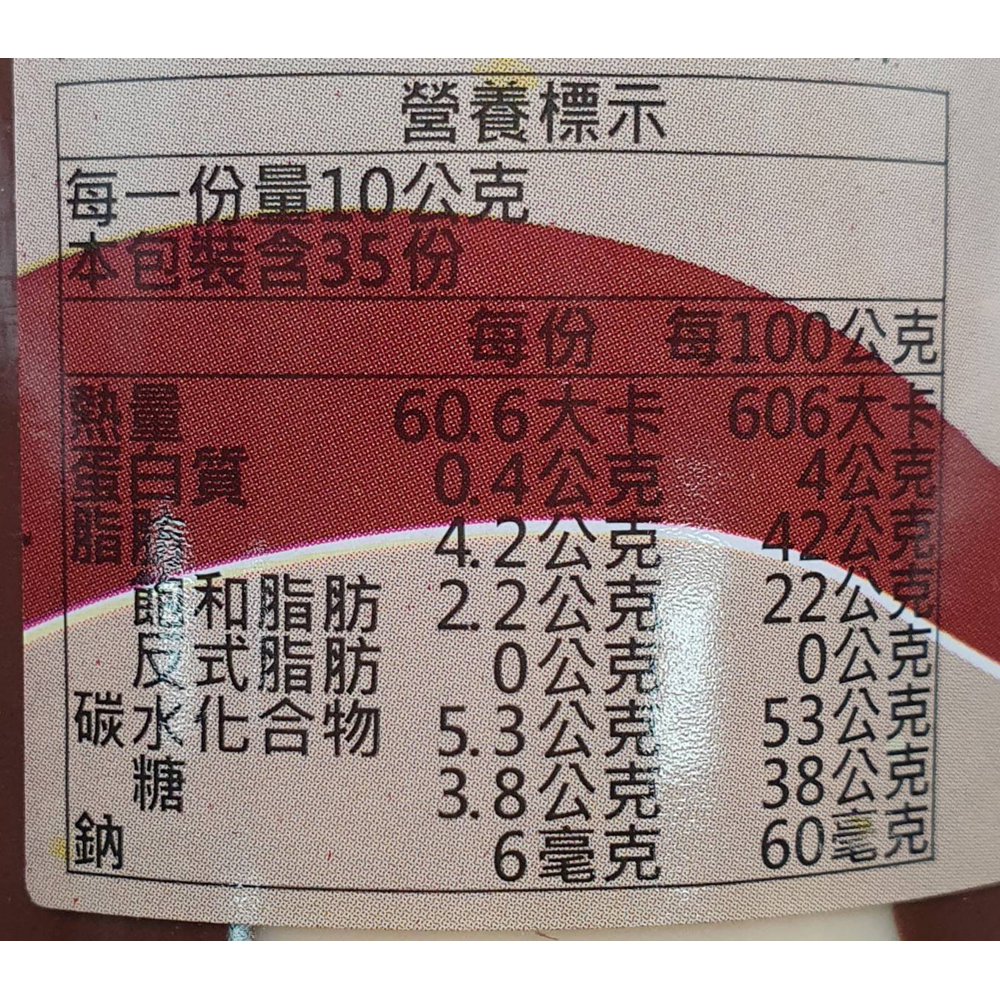 營養標示
每一份量10公克
本包裝含35份
每份 每100公克
熱量 60.6大卡 606大卡
蛋白質 0.4公克 4公克
脂肪 4.2公克 42公克
飽和脂肪 2.2公克 22公克
反式脂肪 0公克 0公克
碳水化合物 5.3公克 53公克
糖 3.8公克 38公克
鈉 6毫克 60毫克